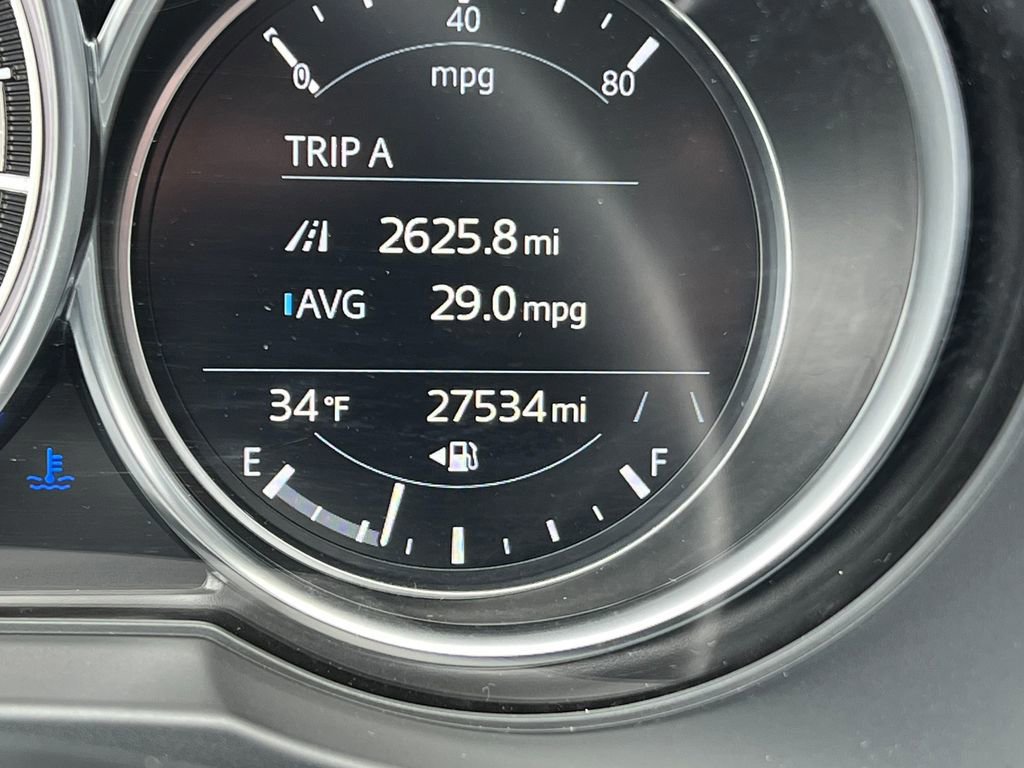 40
0 mpg 80
TRIP A
2625.8 mi
AVG 29.0 mpg
34 °F 27534 mi
E F